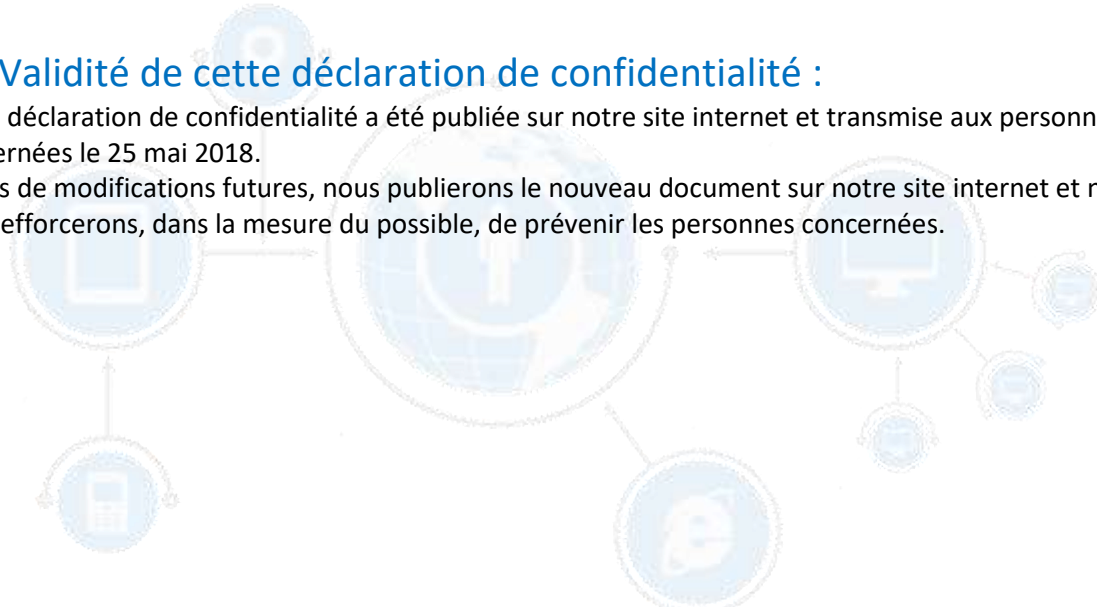 Validité de cette déclaration de confidentialité :
déclaration de confidentialité a été publiée sur notre site internet et transmise aux personn
ernées le 25 mai 2018.
s de modifications futures, nous publierons le nouveau document sur notre site internet et n
efforcerons, dans la mesure du possible, de prévenir les personnes concernées.